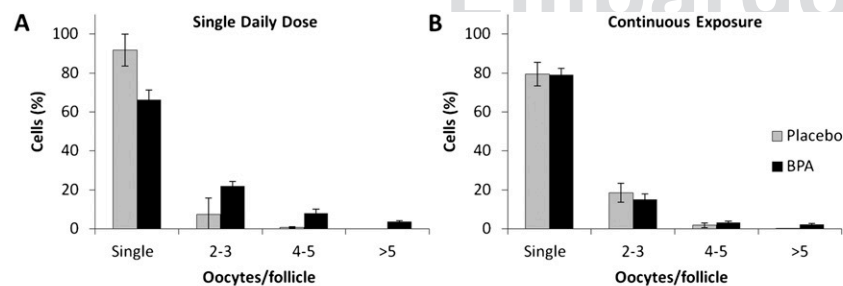 Embargo
A
Single Daily Dose
100
80
60
40
20
0
Cells (%)
Single 2-3 4-5 >5
Oocytes/follicle
B
Continuous Exposure
100
80
60
40
20
0
Cells (%)
Single 2-3 4-5 >5
Oocytes/follicle
Placebo
BPA